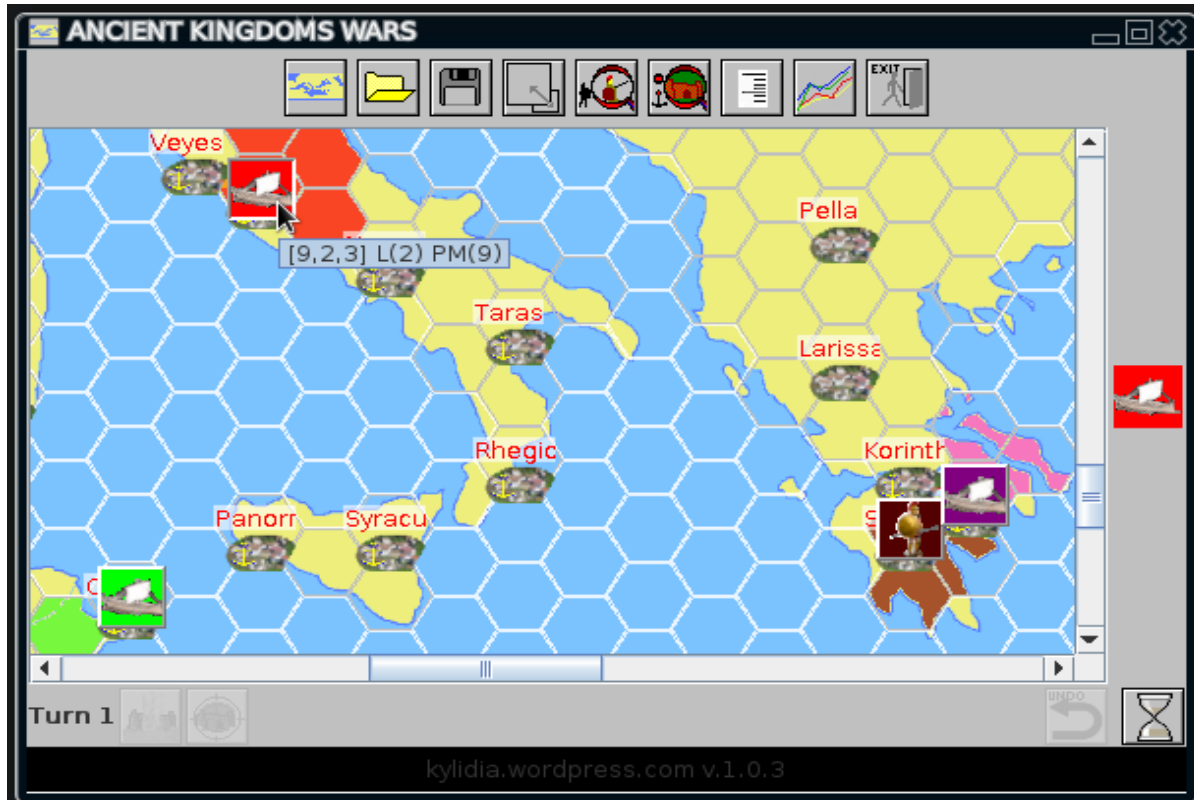 ANCIENT KINGDOMS WARS
EXIT
Veyes
Pella
[9,2,3] L(2) PM(9)
Taras
Larissa
Rhegio
Korinth
Panorr
Syracu
S
C
UNDO
Turn 1
kylidia.wordpress.com v.1.0.3